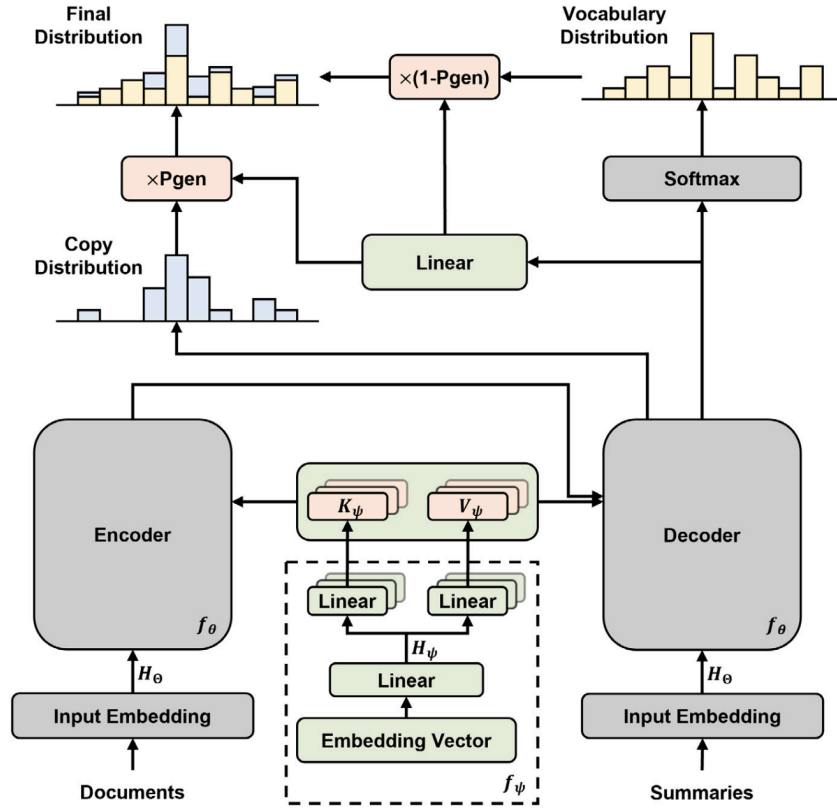 Final
Distribution
Vocabulary
Distribution
×(1-Pgen)
×Pgen
Softmax
Copy
Distribution
Linear
Encoder
f_θ
K_ψ
V_ψ
Decoder
f_θ
Linear
Linear
H_ψ
Linear
Embedding Vector
f_ψ
H_Θ
Input Embedding
Documents
H_Θ
Input Embedding
Summaries